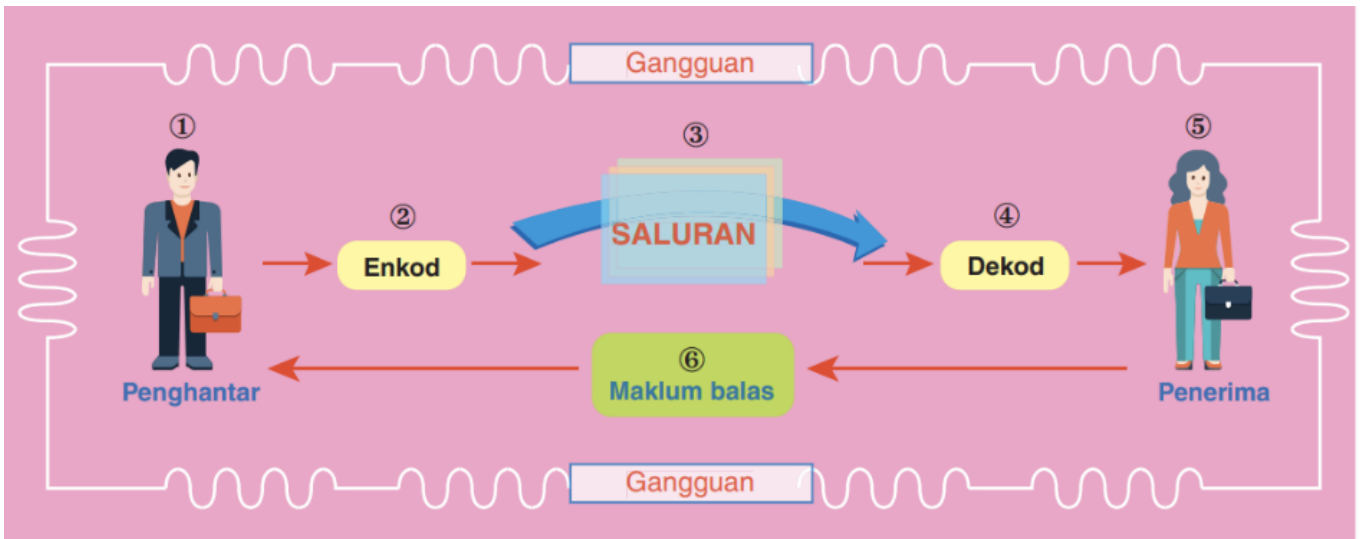 Gangguan
①
③
⑤
②
④
SALURAN
Enkod
Dekod
⑥
Maklum balas
Penghantar
Penerima
Gangguan